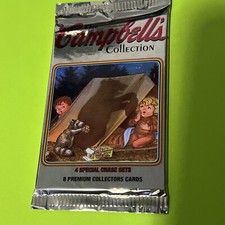 Campbell's
Collection
4 SPECIAL CHASE SETS
8 PREMIUM COLLECTORS CARDS